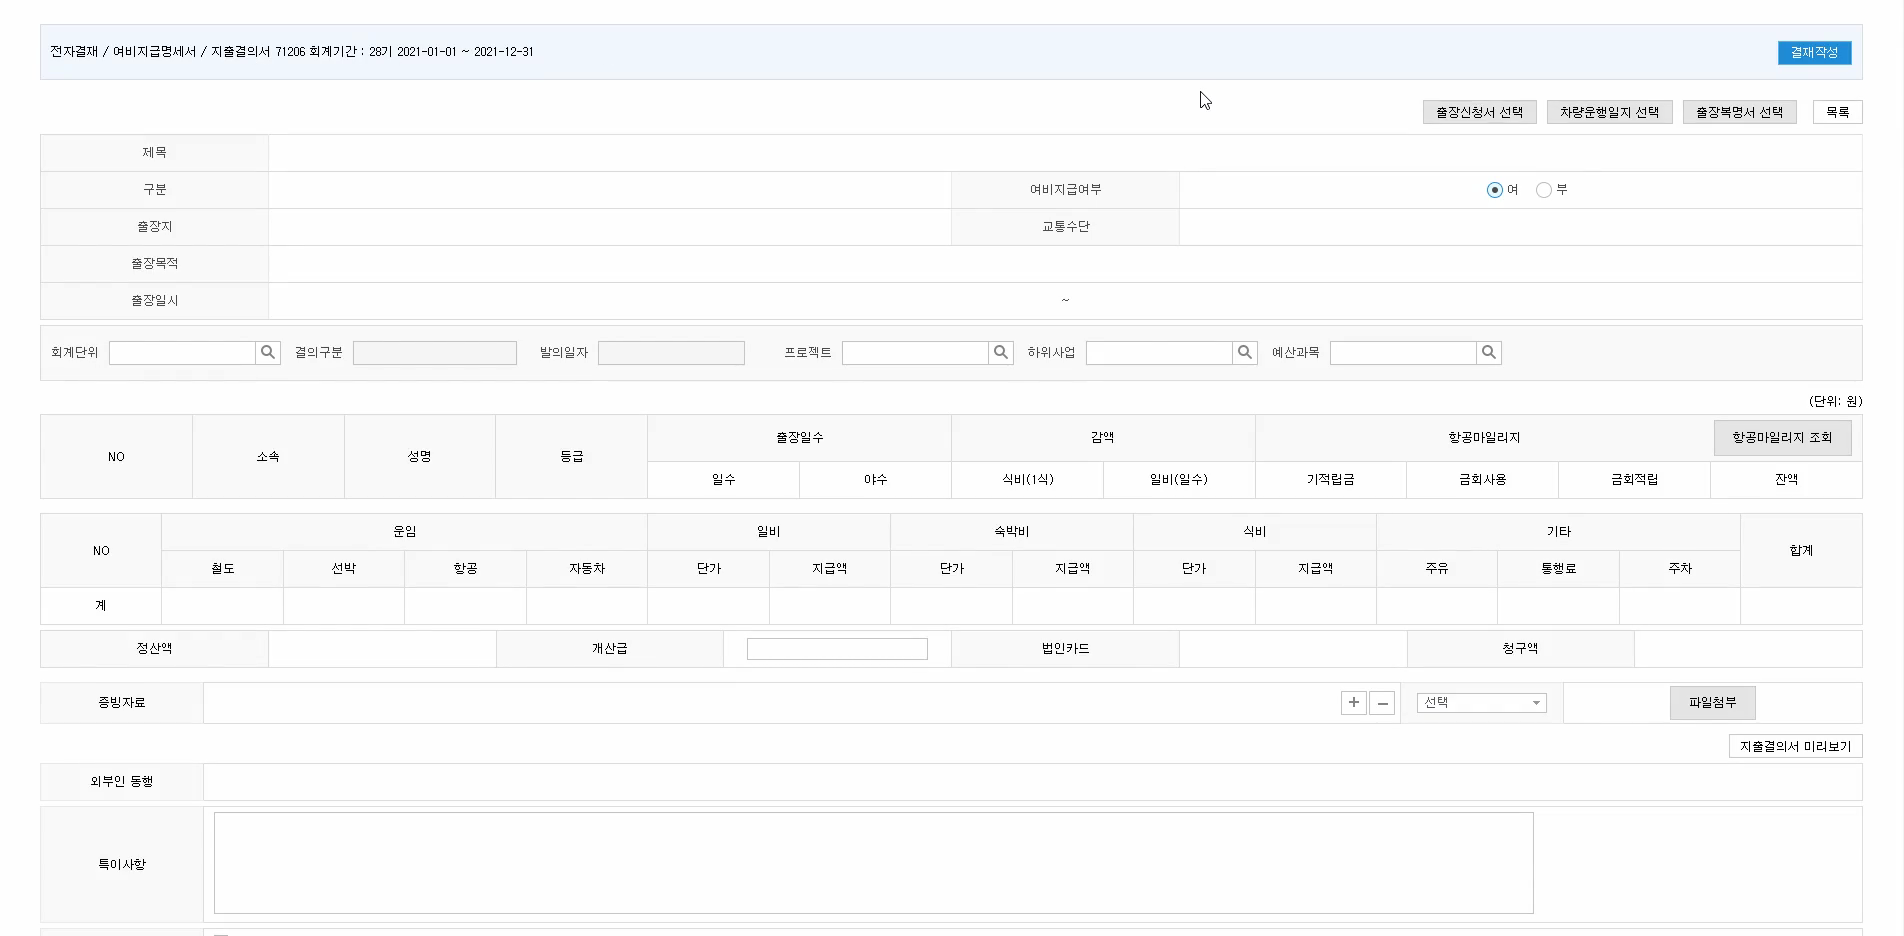 전자결재 / 여비지급명세서 / 지출결의서 71206 회계기간 : 28기 2021-01-01 ~ 2021-12-31
결재작성
출장신청서 선택 차량운행일지 선택 출장복명서 선택 목록
제목
구분 여비지급여부 여 부
출장지 교통수단
출장목적
출장일시 ~
회계단위 결의구분 발의일자 프로젝트 하위사업 예산과목
(단위: 원)
NO 소속 성명 등급 출장일수 감액 항공마일리지 항공마일리지 조회
일수 야수 식비(1식) 일비(일수) 기적립금 금회사용 금회적립 잔액
NO 운임 일비 숙박비 식비 기타 합계
철도 선박 항공 자동차 단가 지급액 단가 지급액 단가 지급액 주유 통행료 주차
계
정산액 개산급 법인카드 청구액
증빙자료 + − 선택 파일첨부
지출결의서 미리보기
외부인 동행
특이사항